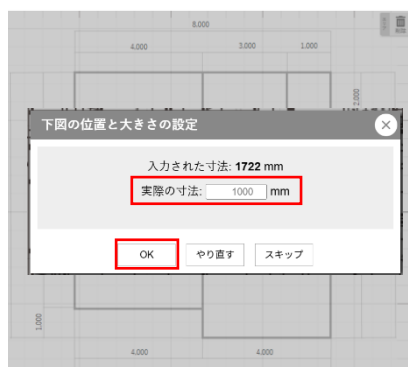 8,000
4,000 3,000 1,000
2,000
下図の位置と大きさの設定
入力された寸法: 1722 mm
実際の寸法: 1000 mm
OK やり直す スキップ
1,000
4,000 4,000